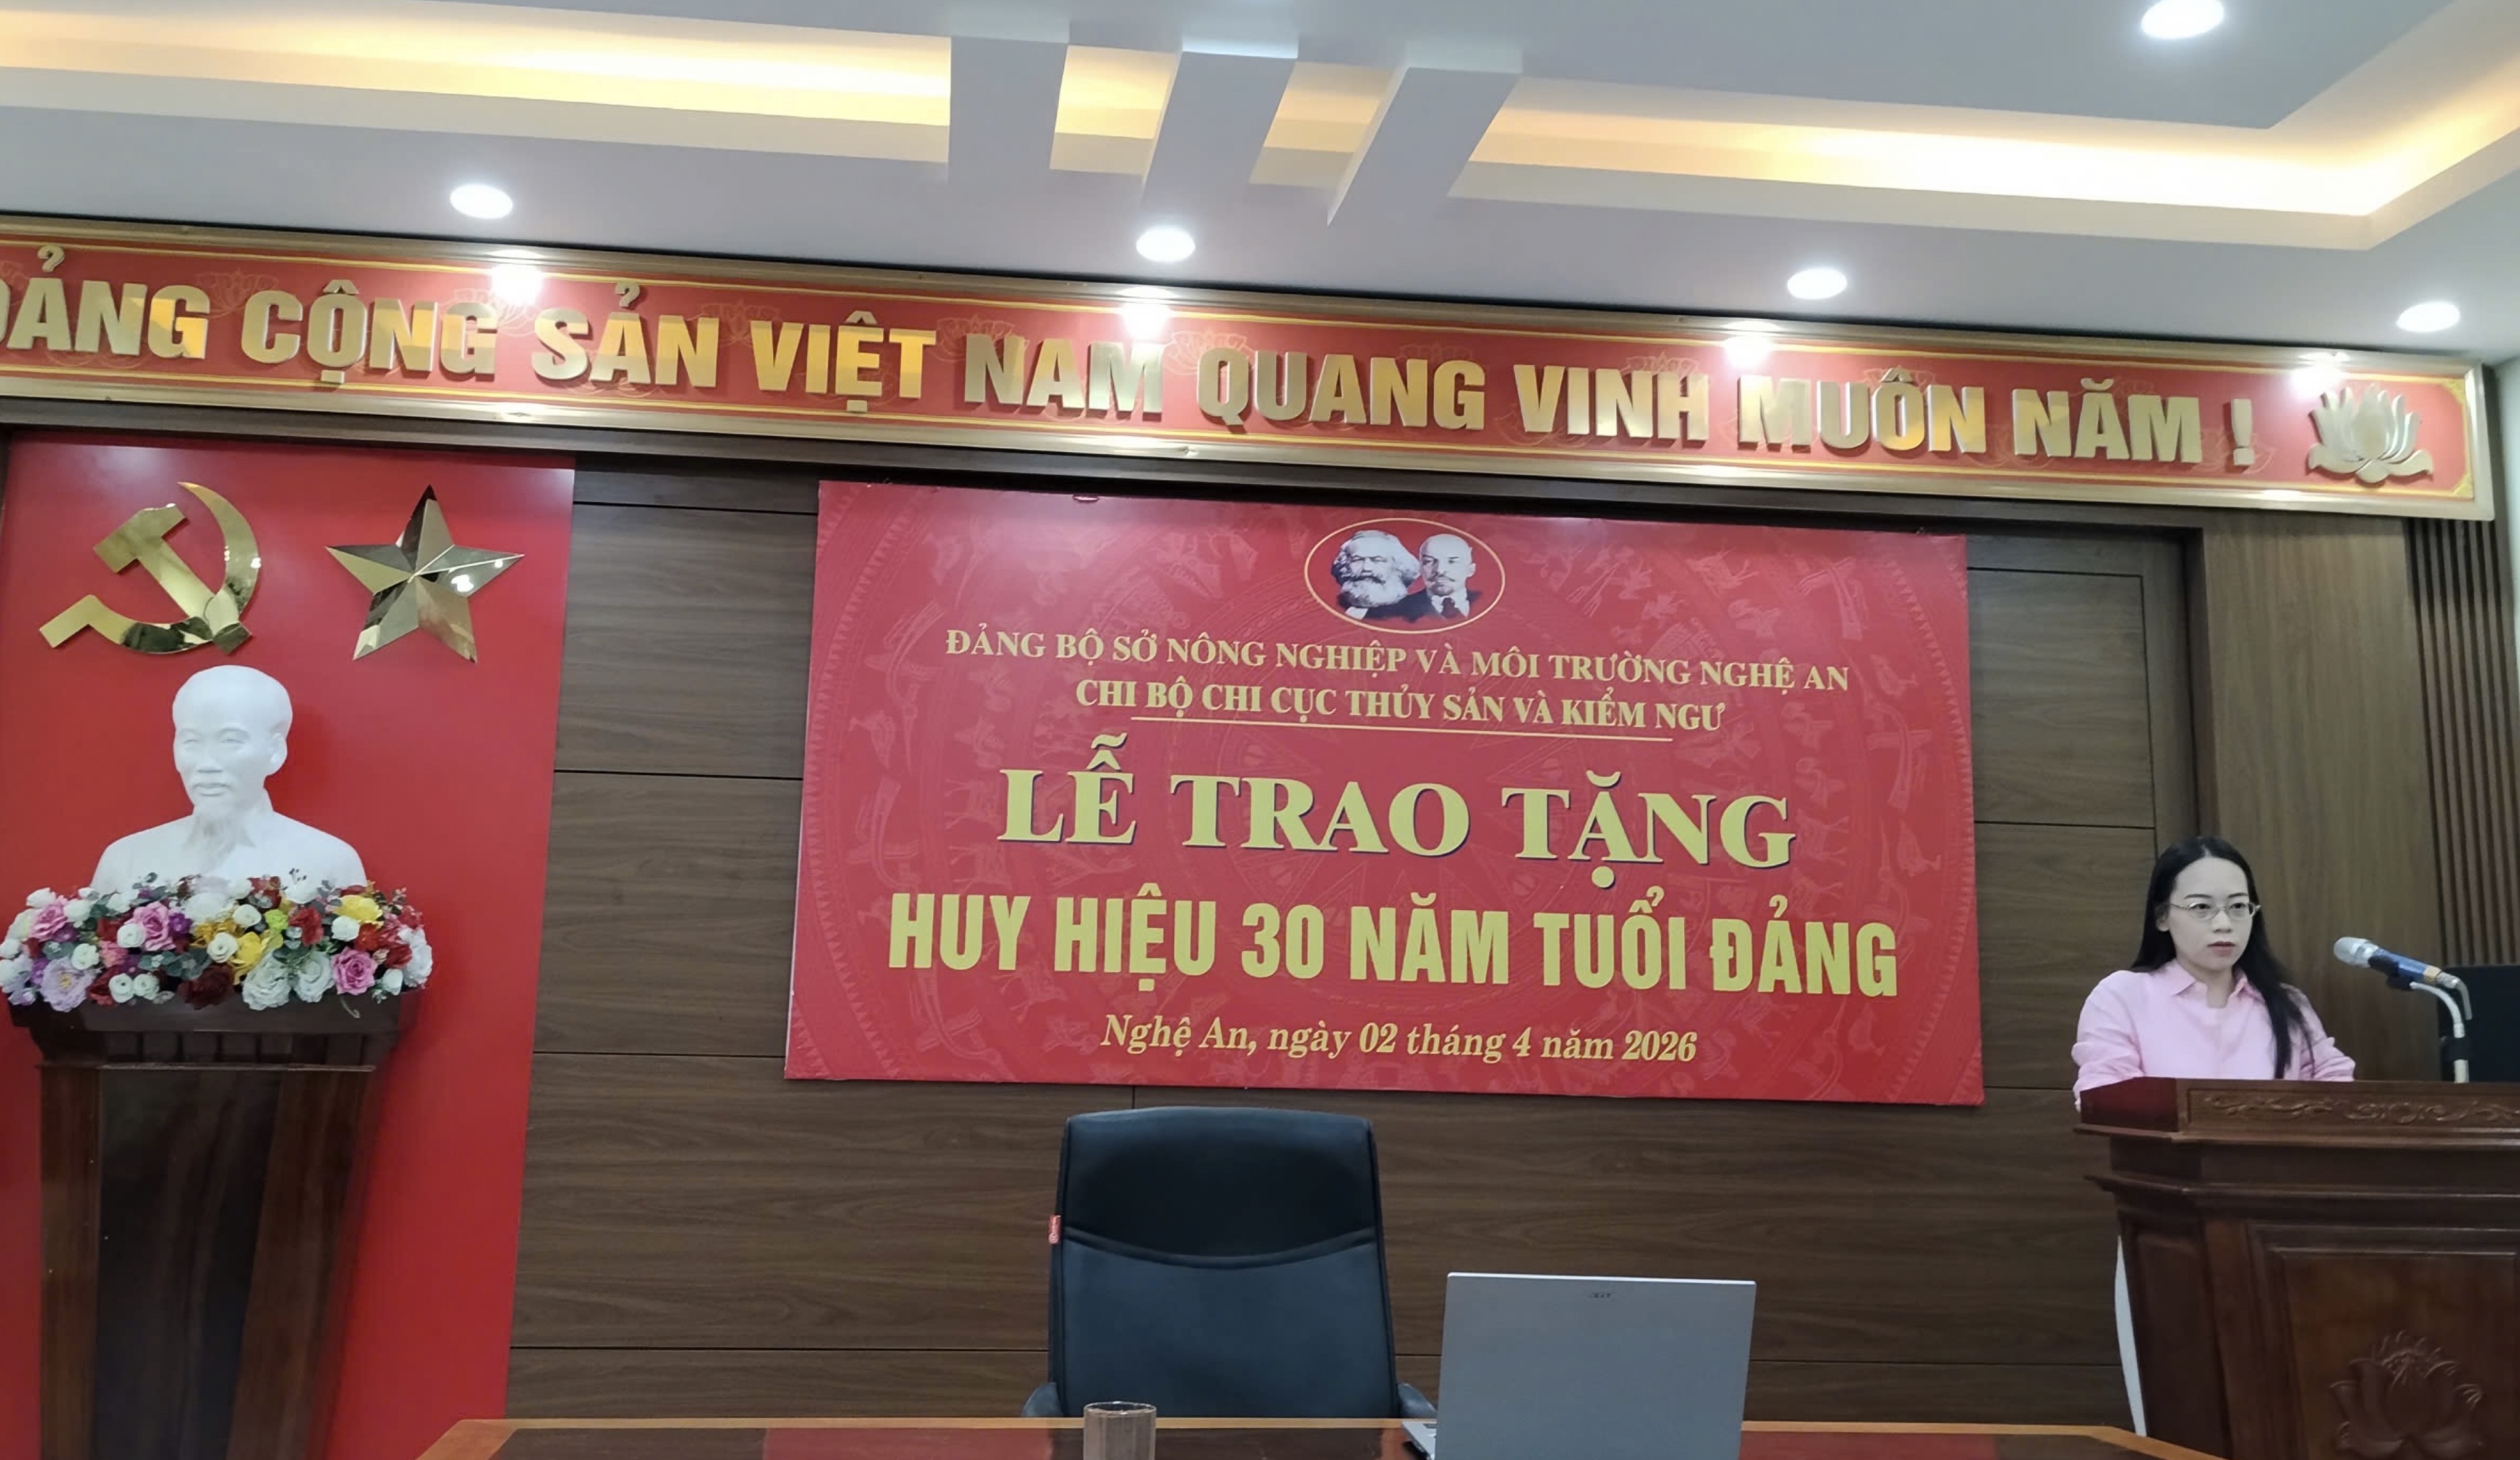 ĐẢNG CỘNG SẢN VIỆT NAM QUANG VINH MUÔN NĂM !
ĐẢNG BỘ SỞ NÔNG NGHIỆP VÀ MÔI TRƯỜNG NGHỆ AN
CHI BỘ CHI CỤC THỦY SẢN VÀ KIỂM NGƯ
LỄ TRAO TẶNG
HUY HIỆU 30 NĂM TUỔI ĐẢNG
Nghệ An, ngày 02 tháng 4 năm 2026
acer